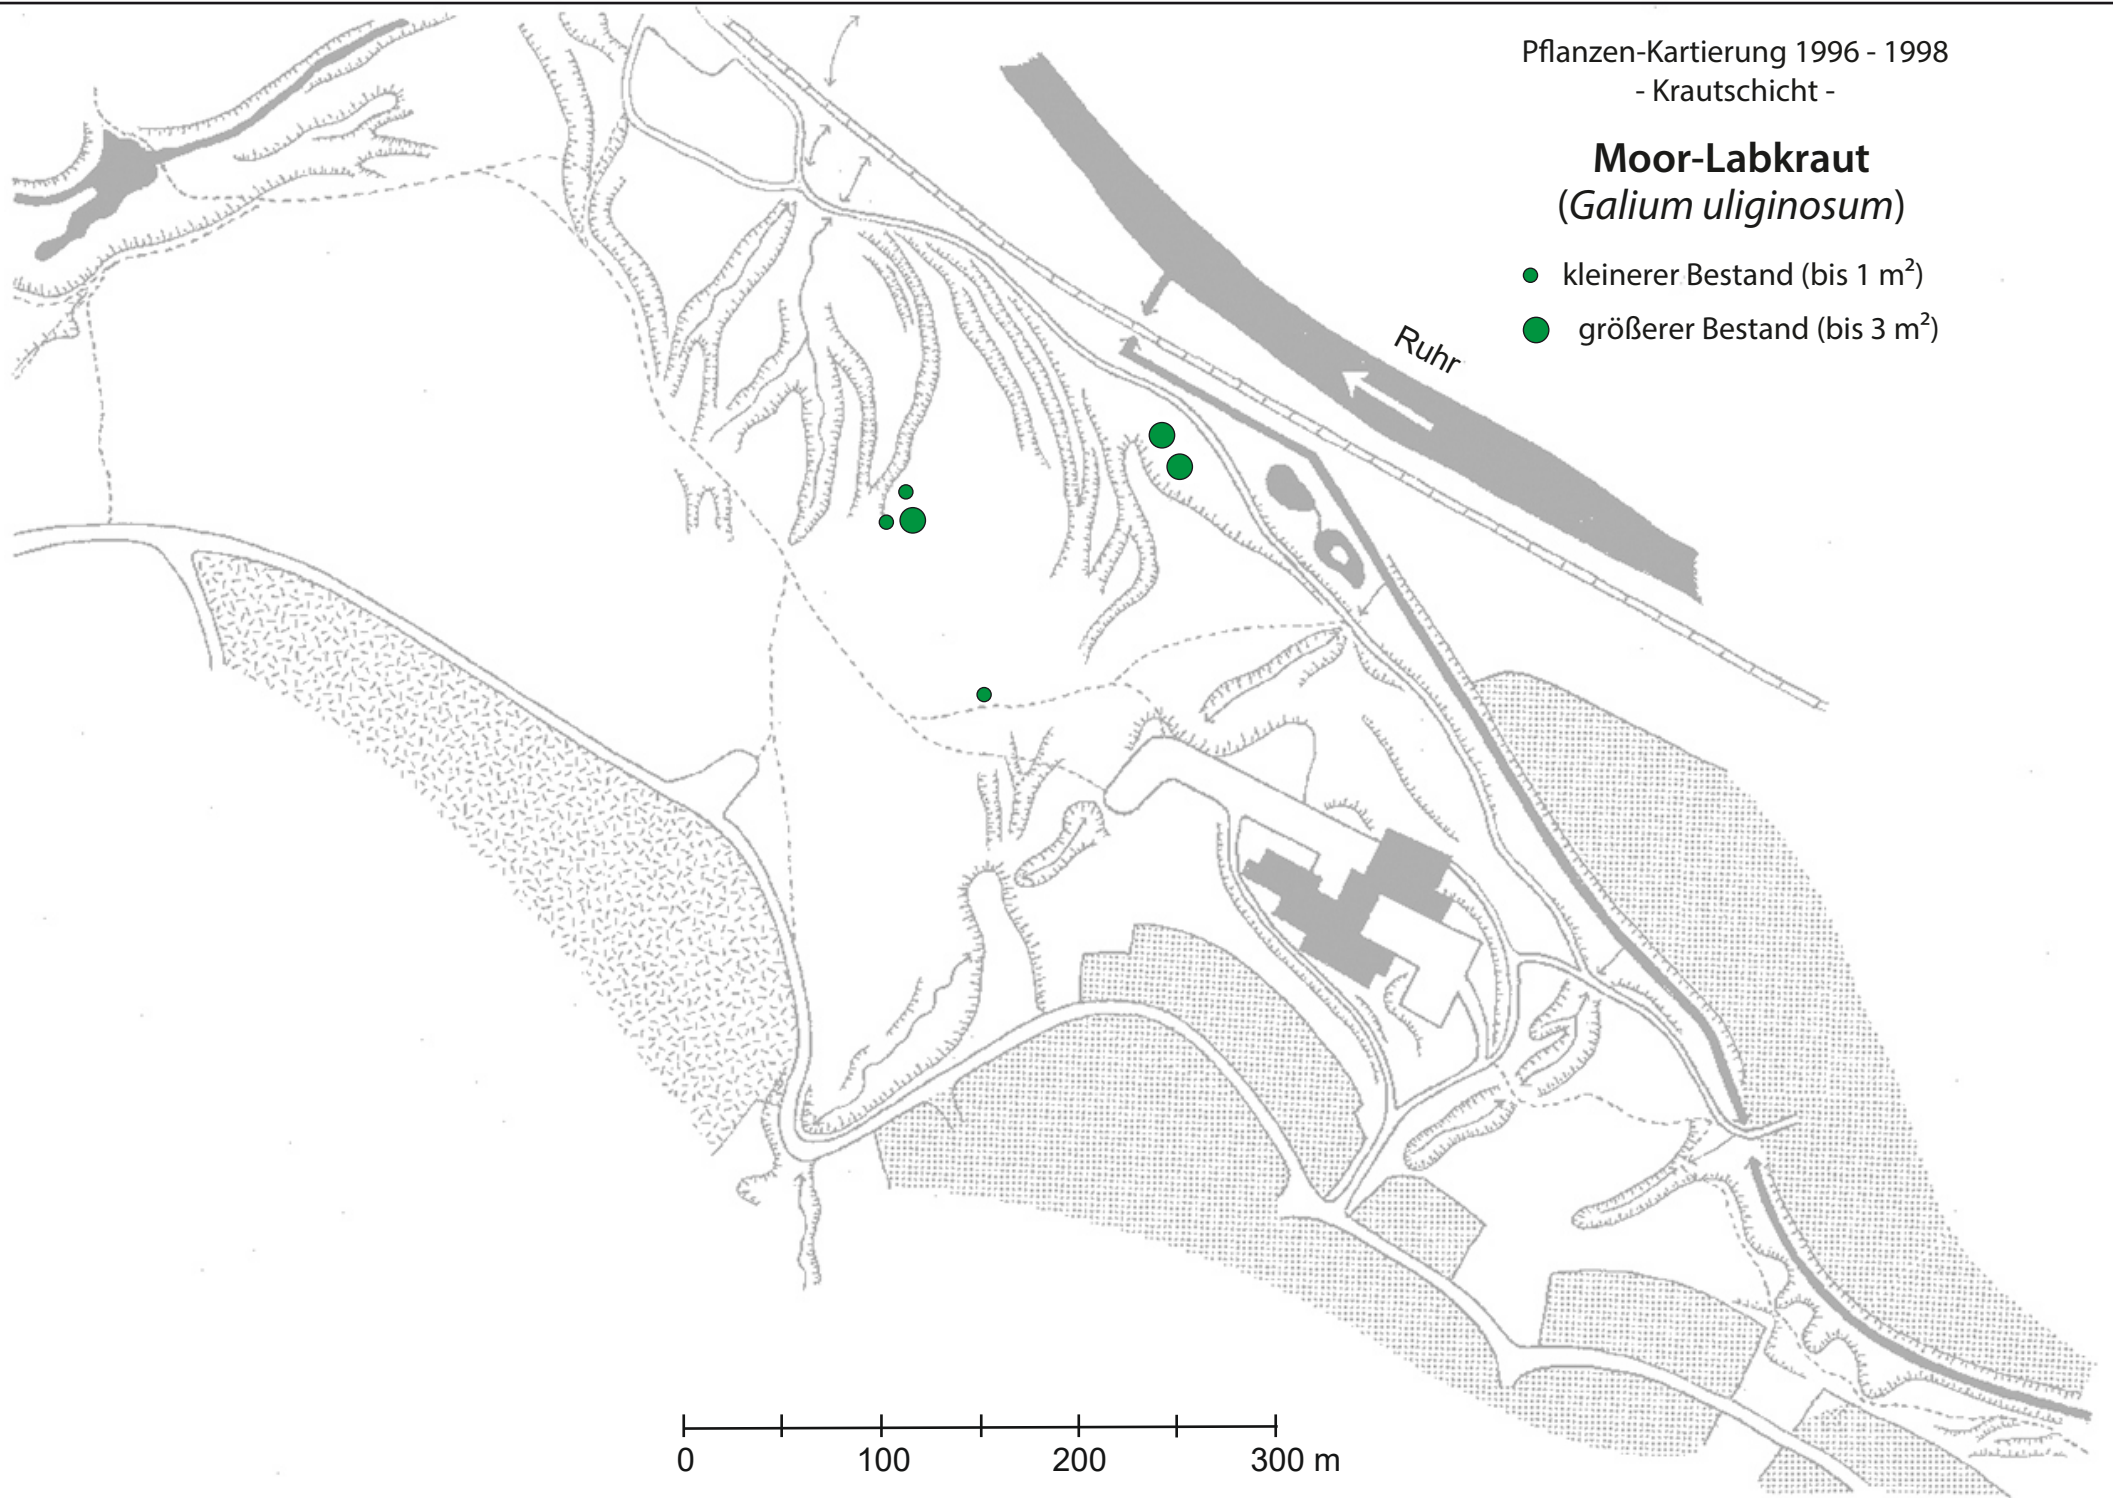 Pflanzen-Kartierung 1996 - 1998
- Krautschicht -
Moor-Labkraut
(Galium uliginosum)
kleinerer Bestand (bis 1 m²)
größerer Bestand (bis 3 m²)
Ruhr
0 100 200 300 m